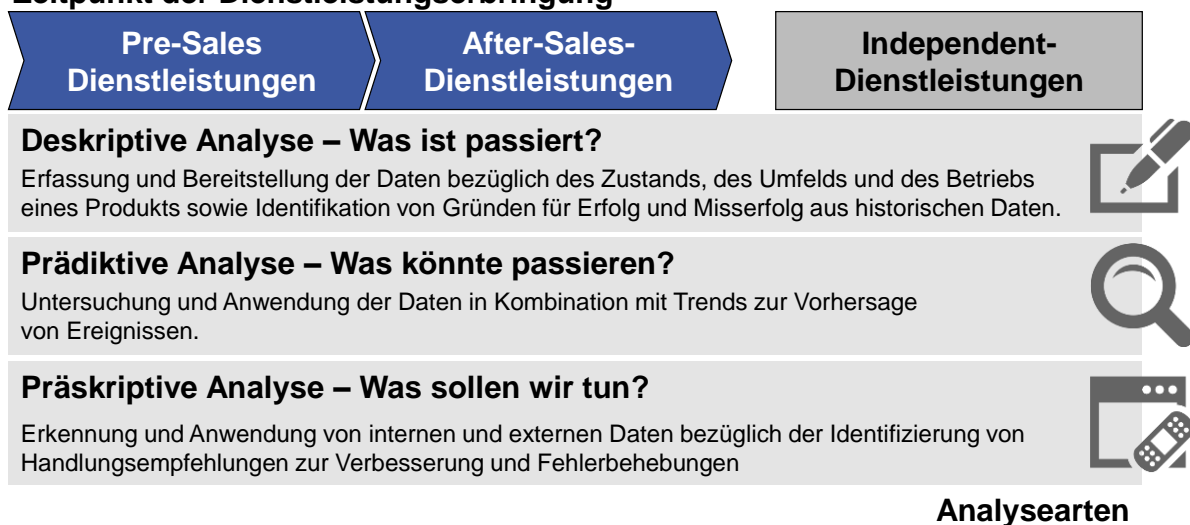 Zeitpunkt der Dienstleistungserbringung
Pre-Sales
Dienstleistungen
After-Sales-
Dienstleistungen
Independent-
Dienstleistungen
Deskriptive Analyse – Was ist passiert?
Erfassung und Bereitstellung der Daten bezüglich des Zustands, des Umfelds und des Betriebs
eines Produkts sowie Identifikation von Gründen für Erfolg und Misserfolg aus historischen Daten.
Prädiktive Analyse – Was könnte passieren?
Untersuchung und Anwendung der Daten in Kombination mit Trends zur Vorhersage
von Ereignissen.
Präskriptive Analyse – Was sollen wir tun?
Erkennung und Anwendung von internen und externen Daten bezüglich der Identifizierung von
Handlungsempfehlungen zur Verbesserung und Fehlerbehebungen
Analysearten